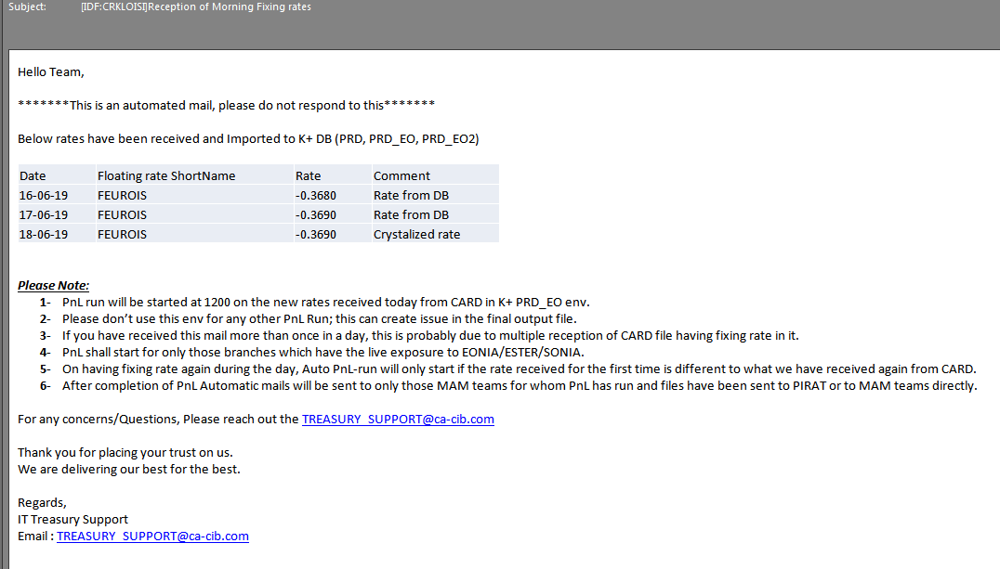 Subject: [IDF:CRKLOISI]Reception of Morning Fixing rates
Hello Team,
*******This is an automated mail, please do not respond to this*******
Below rates have been received and Imported to K+ DB (PRD, PRD_EO, PRD_EO2)
Date Floating rate ShortName Rate Comment
16-06-19 FEUROIS -0.3680 Rate from DB
17-06-19 FEUROIS -0.3690 Rate from DB
18-06-19 FEUROIS -0.3690 Crystalized rate
Please Note:
1- PnL run will be started at 1200 on the new rates received today from CARD in K+ PRD_EO env.
2- Please don't use this env for any other PnL Run; this can create issue in the final output file.
3- If you have received this mail more than once in a day, this is probably due to multiple reception of CARD file having fixing rate in it.
4- PnL shall start for only those branches which have the live exposure to EONIA/ESTER/SONIA.
5- On having fixing rate again during the day, Auto PnL-run will only start if the rate received for the first time is different to what we have received again from CARD.
6- After completion of PnL Automatic mails will be sent to only those MAM teams for whom PnL has run and files have been sent to PIRAT or to MAM teams directly.
For any concerns/Questions, Please reach out the TREASURY_SUPPORT@ca-cib.com
Thank you for placing your trust on us.
We are delivering our best for the best.
Regards,
IT Treasury Support
Email : TREASURY_SUPPORT@ca-cib.com